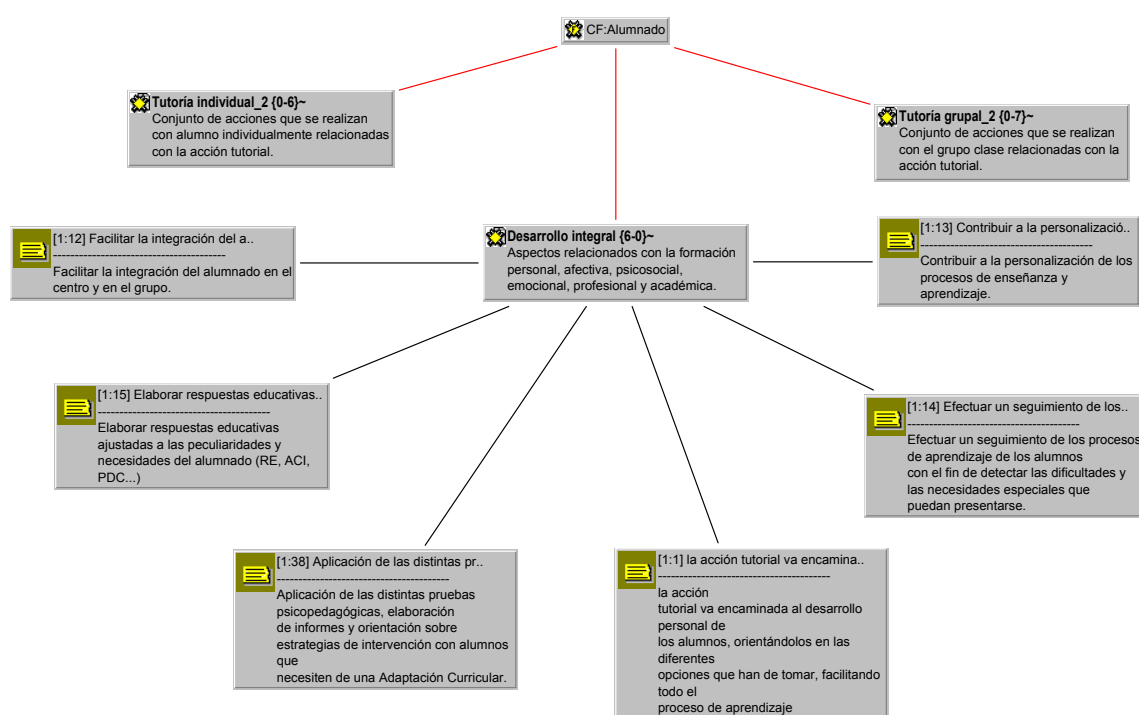 CF:Alumnado
Tutoría individual_2 {0-6}~
Conjunto de acciones que se realizan
con alumno individualmente relacionadas
con la acción tutorial.
Tutoría grupal_2 {0-7}~
Conjunto de acciones que se realizan
con el grupo clase relacionadas con la
acción tutorial.
[1:12] Facilitar la integración del a..
Facilitar la integración del alumnado en el
centro y en el grupo.
Desarrollo integral {6-0}~
Aspectos relacionados con la formación
personal, afectiva, psicosocial,
emocional, profesional y académica.
[1:13] Contribuir a la personalizació..
Contribuir a la personalización de los
procesos de enseñanza y
aprendizaje.
[1:15] Elaborar respuestas educativas..
Elaborar respuestas educativas
ajustadas a las peculiaridades y
necesidades del alumnado (RE, ACI,
PDC...)
[1:14] Efectuar un seguimiento de los..
Efectuar un seguimiento de los procesos
de aprendizaje de los alumnos
con el fin de detectar las dificultades y
las necesidades especiales que
puedan presentarse.
[1:38] Aplicación de las distintas pr..
Aplicación de las distintas pruebas
psicopedagógicas, elaboración
de informes y orientación sobre
estrategias de intervención con alumnos
que
necesiten de una Adaptación Curricular.
[1:1] la acción tutorial va encamina..
la acción
tutorial va encaminada al desarrollo
personal de
los alumnos, orientándolos en las
diferentes
opciones que han de tomar, facilitando
todo el
proceso de aprendizaje